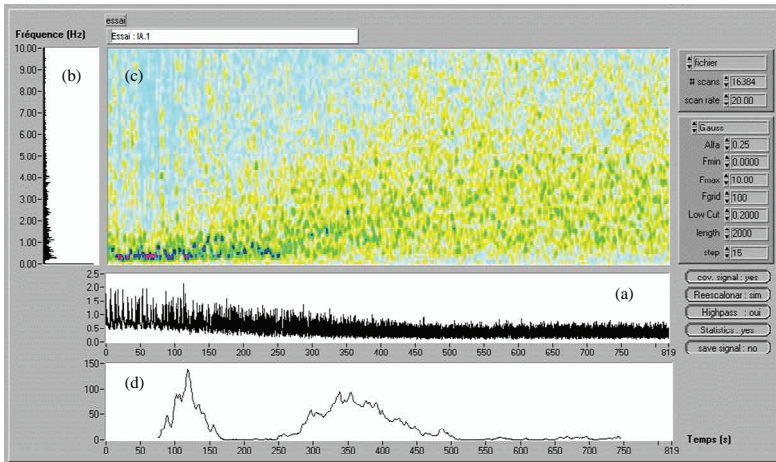 essai
Essai : IA.1
Fréquence (Hz)
10.00
9.00
8.00
7.00
6.00
5.00
4.00
3.00
2.00
1.00
0.00
(b)
(c)
fichier
# scans 16384
scan rate 20.00
Gauss
Alfa 0.25
Fmin 0.0000
Fmax 10.00
Fgrid 100
Low Cut 0.2000
length 2000
step 15
cov. signal : yes
Reescalonar : sim
Highpass : oui
Statistics : yes
save signal : no
2.5
2.0
1.5
1.0
0.5
0.0
(a)
0 50 100 150 200 250 300 350 400 450 500 550 600 650 700 750 819
150
100
50
0
(d)
0 50 100 150 200 250 300 350 400 450 500 550 600 650 700 750 819
Temps (s)